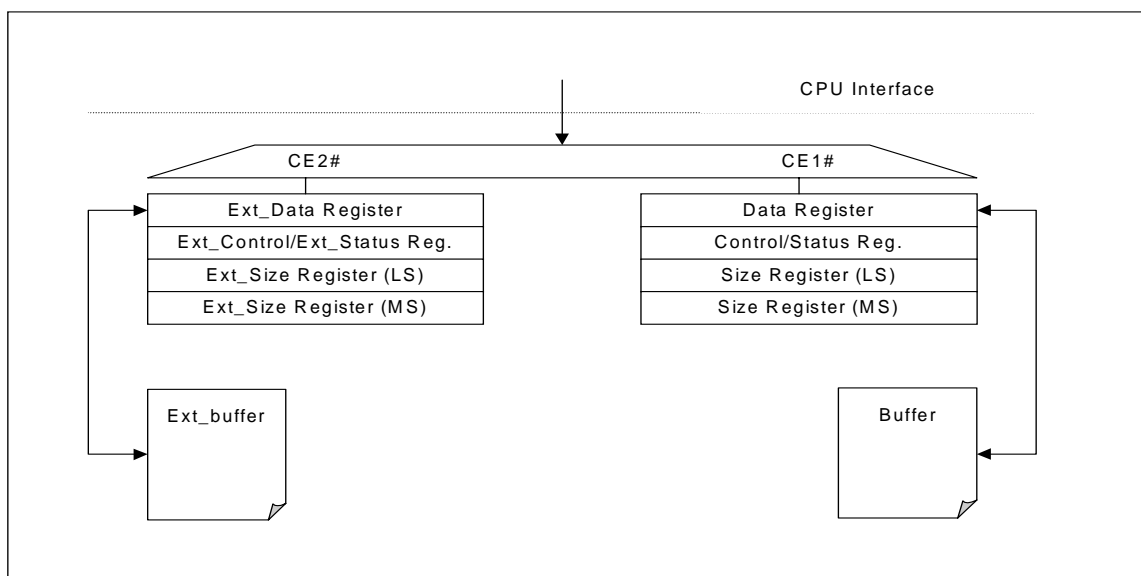 CPU Interface
CE2#
CE1#
Ext_Data Register
Ext_Control/Ext_Status Reg.
Ext_Size Register (LS)
Ext_Size Register (MS)
Data Register
Control/Status Reg.
Size Register (LS)
Size Register (MS)
Ext_buffer
Buffer